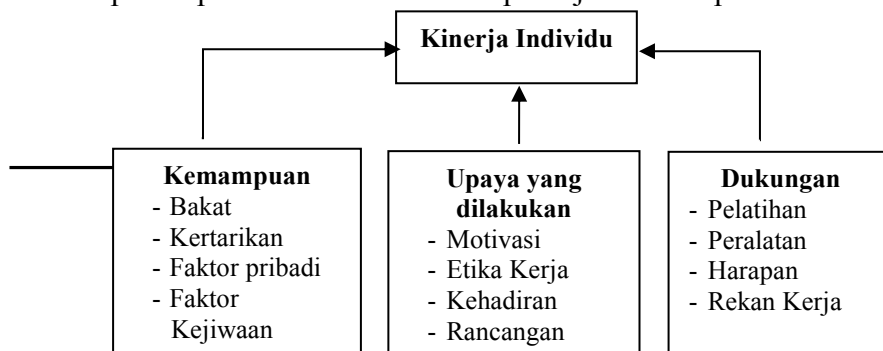 Kinerja Individu
Kemampuan
- Bakat
- Kertarikan
- Faktor pribadi
- Faktor
Kejiwaan
Upaya yang
dilakukan
- Motivasi
- Etika Kerja
- Kehadiran
- Rancangan
Dukungan
- Pelatihan
- Peralatan
- Harapan
- Rekan Kerja